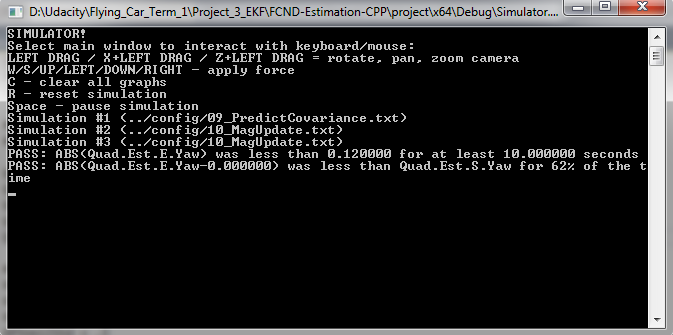 D:\Udacity\Flying_Car_Term_1\Project_3_EKF\FCND-Estimation-CPP\project\x64\Debug\Simulator....
SIMULATOR!
Select main window to interact with keyboard/mouse:
LEFT DRAG / X+LEFT DRAG / Z+LEFT DRAG = rotate, pan, zoom camera
W/S/UP/LEFT/DOWN/RIGHT - apply force
C - clear all graphs
R - reset simulation
Space - pause simulation
Simulation #1 (../config/09_PredictCovariance.txt)
Simulation #2 (../config/10_MagUpdate.txt)
Simulation #3 (../config/10_MagUpdate.txt)
PASS: ABS(Quad.Est.E.Yaw) was less than 0.120000 for at least 10.000000 seconds
PASS: ABS(Quad.Est.E.Yaw-0.000000) was less than Quad.Est.S.Yaw for 62% of the t
ime